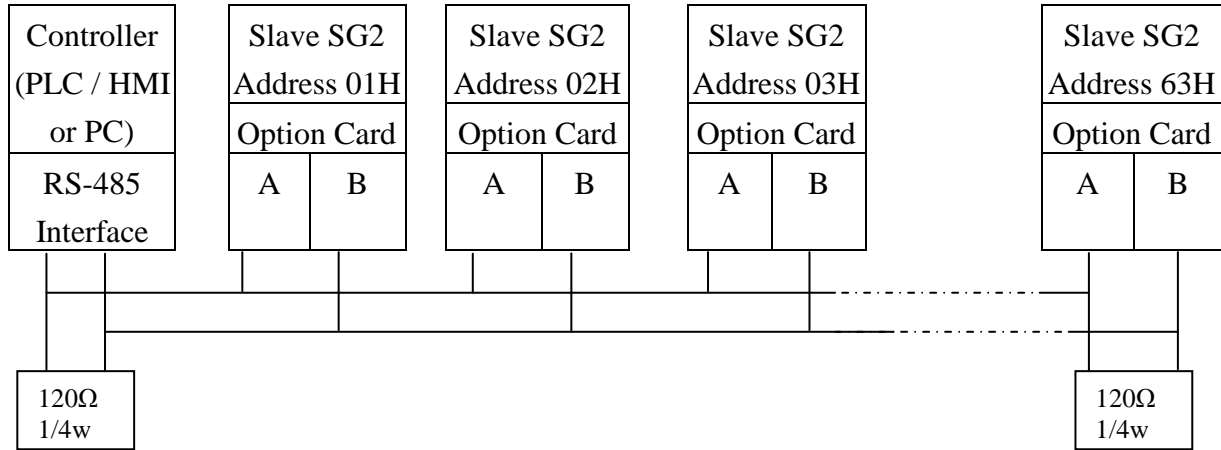 Controller
(PLC / HMI
or PC)
RS-485
Interface
Slave SG2
Address 01H
Option Card
A B
Slave SG2
Address 02H
Option Card
A B
Slave SG2
Address 03H
Option Card
A B
Slave SG2
Address 63H
Option Card
A B
120Ω
1/4w
120Ω
1/4w